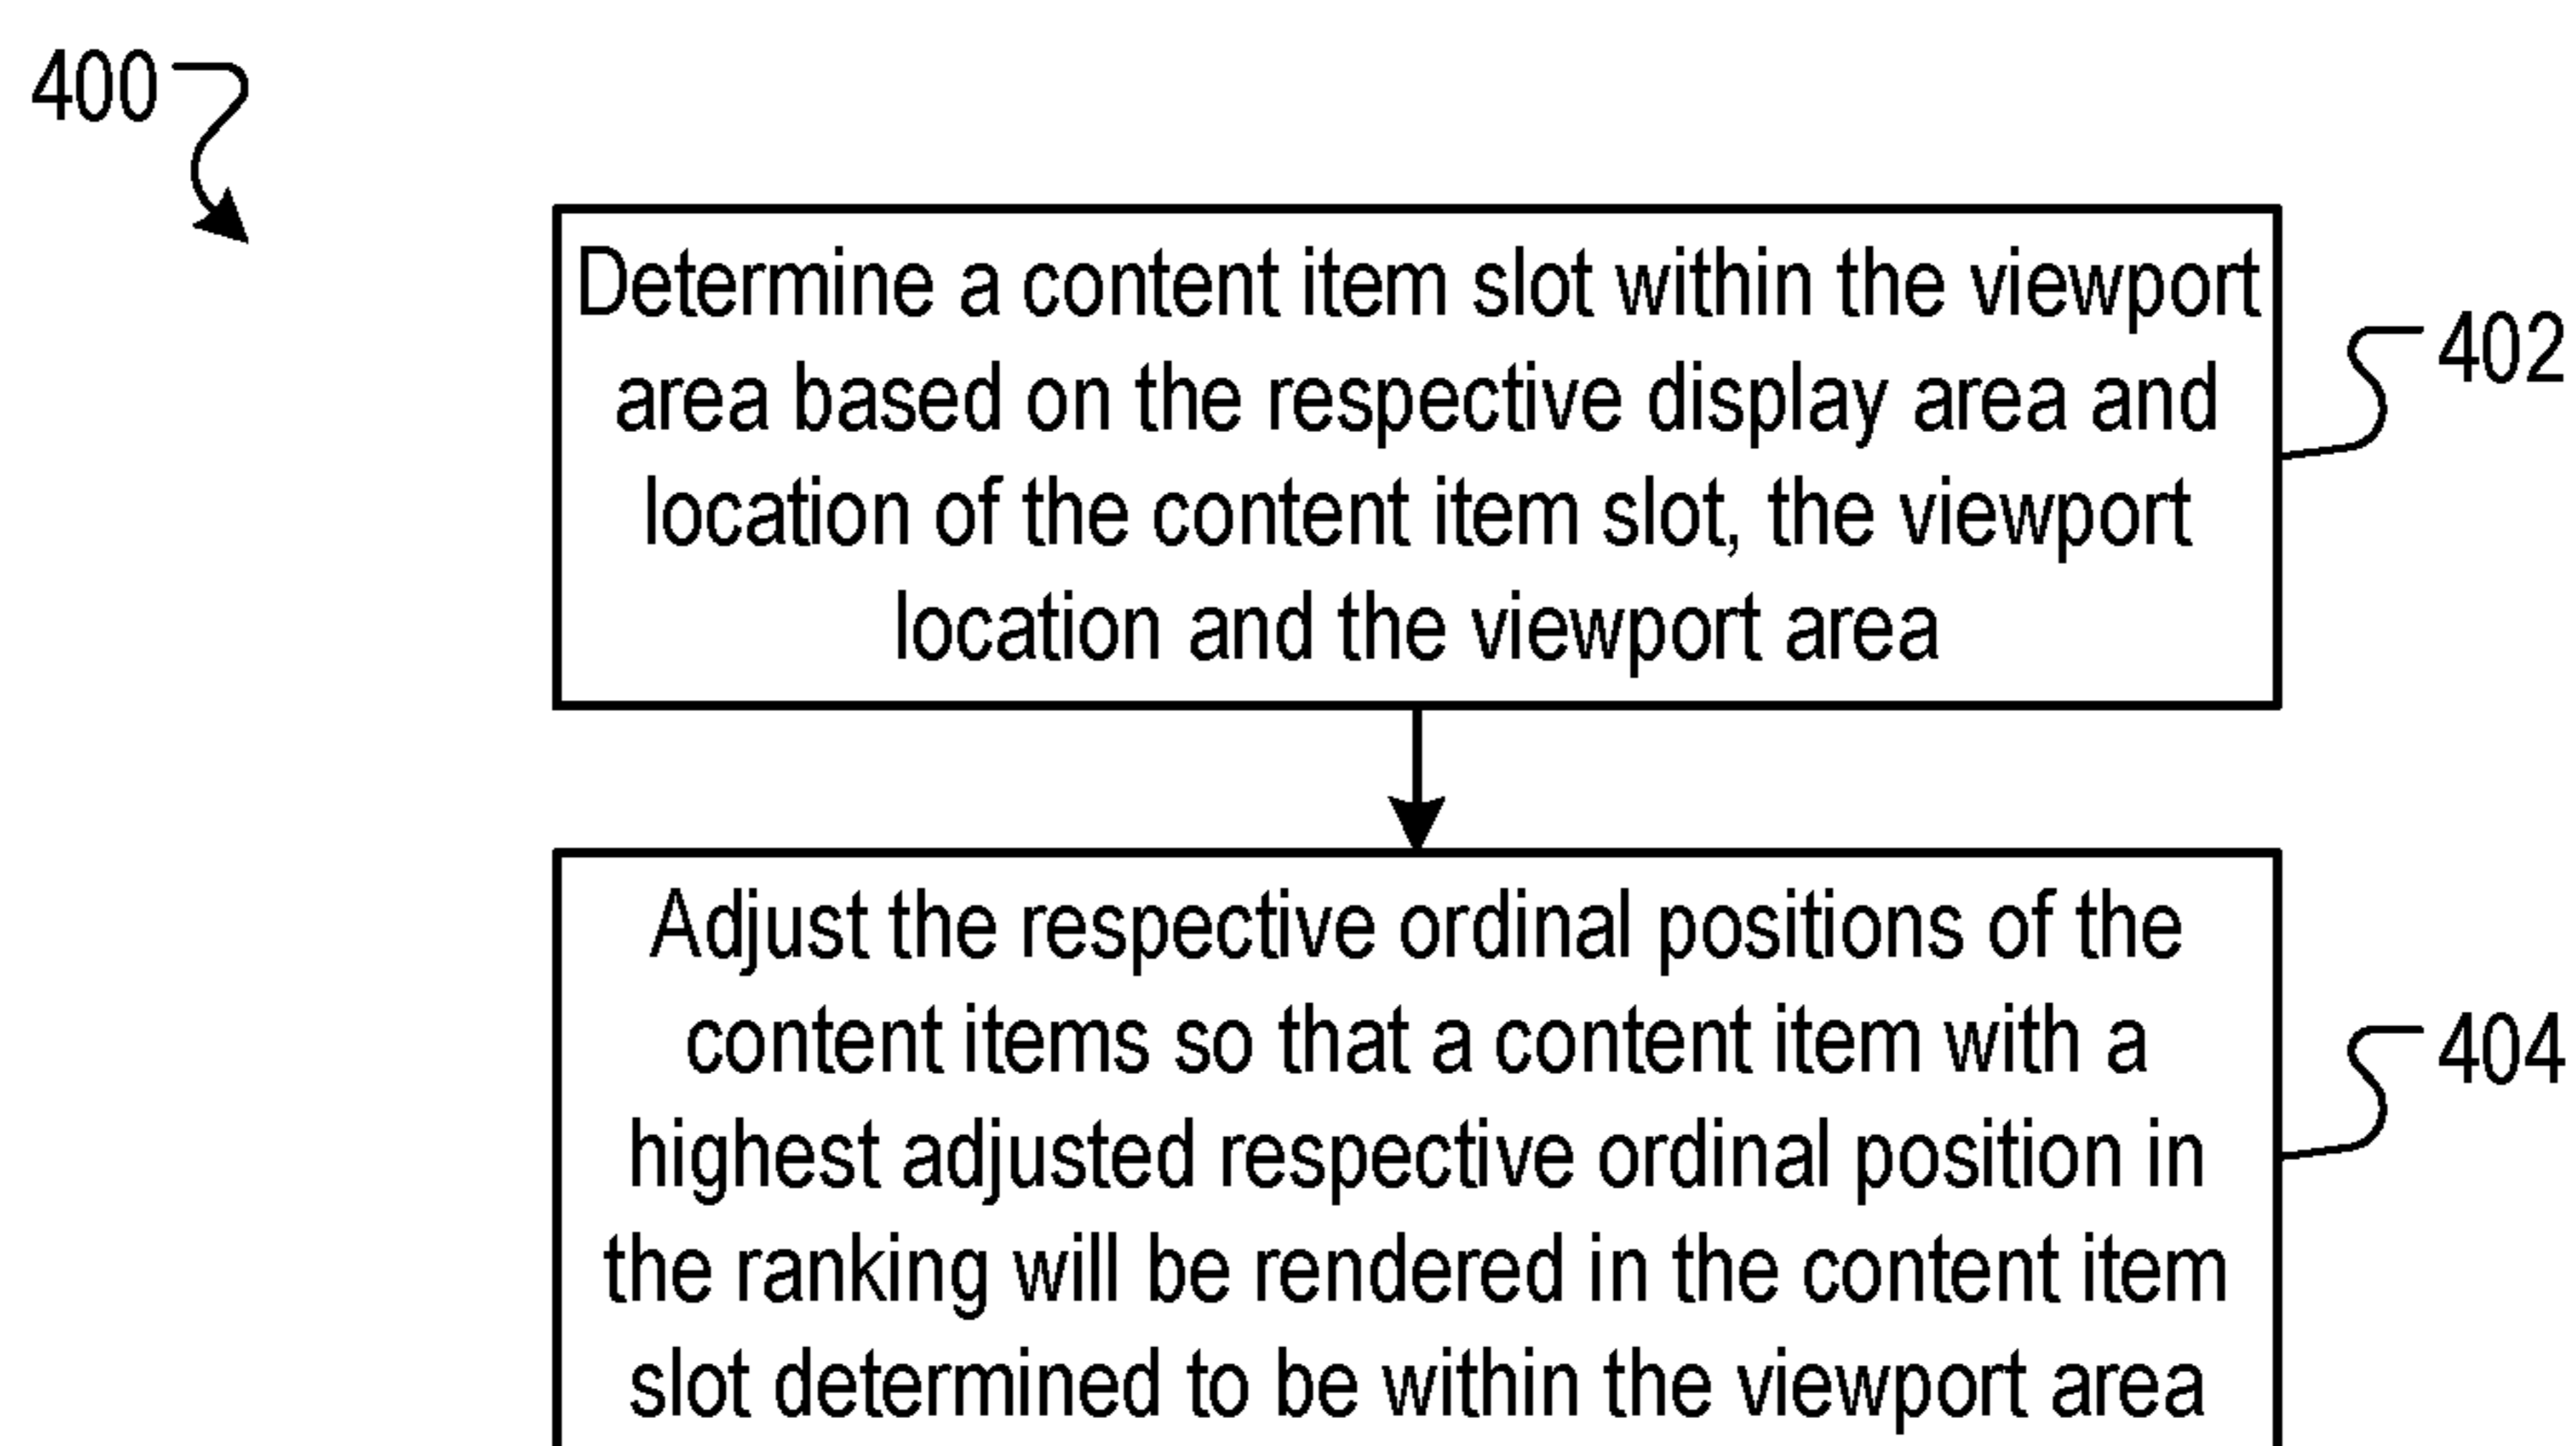 400
Determine a content item slot within the viewport
area based on the respective display area and
location of the content item slot, the viewport
location and the viewport area
402
Adjust the respective ordinal positions of the
content items so that a content item with a
highest adjusted respective ordinal position in
the ranking will be rendered in the content item
slot determined to be within the viewport area
404